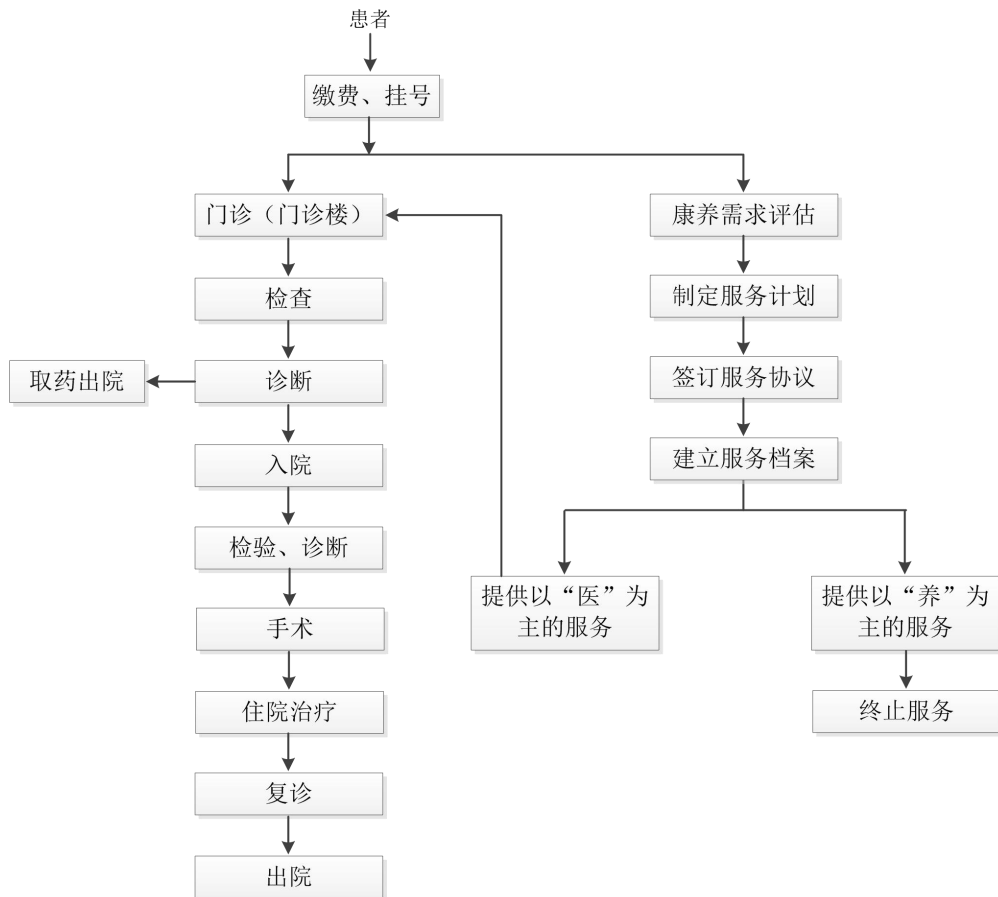 患者
缴费、挂号
门诊（门诊楼）
康养需求评估
检查
制定服务计划
取药出院
诊断
签订服务协议
入院
建立服务档案
检验、诊断
提供以“医”为
主的服务
提供以“养”为
主的服务
手术
住院治疗
终止服务
复诊
出院